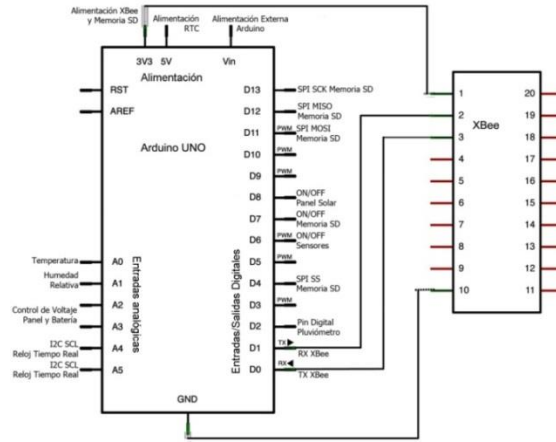 Alimentación XBee
y Memoria SD
Alimentación
RTC
Alimentación Externa
Arduino
3V3
5V
Vin
Alimentación
RST
AREF
Arduino UNO
D13
SPI SCK Memoria SD
D12
SPI MISO
Memoria SD
D11
PWM
SPI MOSI
Memoria SD
D10
PWM
D9
PWM
D8
ON/OFF
Panel Solar
D7
ON/OFF
Memoria SD
D6
PWM
ON/OFF
Sensores
D5
PWM
D4
SPI SS
Memoria SD
D3
PWM
D2
Pin Digital
Pluviómetro
D1
TX
RX XBee
D0
RX
TX XBee
Entradas/Salidas Digitales
Entradas analógicas
Temperatura
A0
Humedad
Relativa
A1
A2
Control de Voltaje
Panel y Batería
A3
I2C SCL
Reloj Tiempo Real
A4
I2C SCL
Reloj Tiempo Real
A5
GND
XBee
1
2
3
4
5
6
7
8
9
10
20
19
18
17
16
15
14
13
12
11